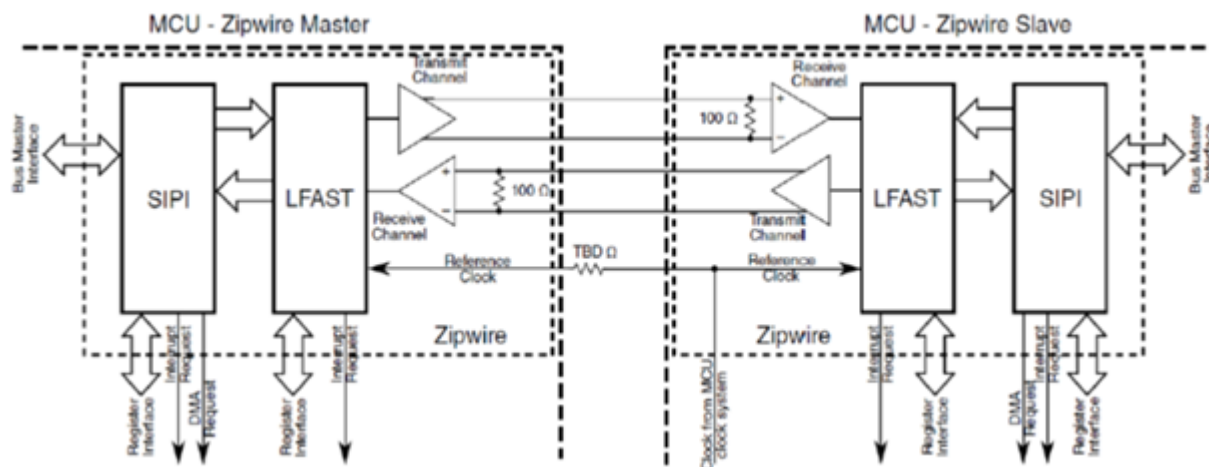 MCU - Zipwire Master
MCU - Zipwire Slave
Transmit
Channel
Receive
Channel
100 Ω
Bus Master
Interface
SIPI
LFAST
+
−
100 Ω
Receive
Channel
Transmit
Channel
LFAST
SIPI
Bus Master
Interface
TBD Ω
Reference
Clock
Reference
Clock
Zipwire
Zipwire
Register
Interface
Interrupt
Request
DMA
Request
Register
Interface
Interrupt
Request
Clock from MCU
clock system
Interrupt
Request
Register
Interface
DMA
Request
Interrupt
Request
Register
Interface